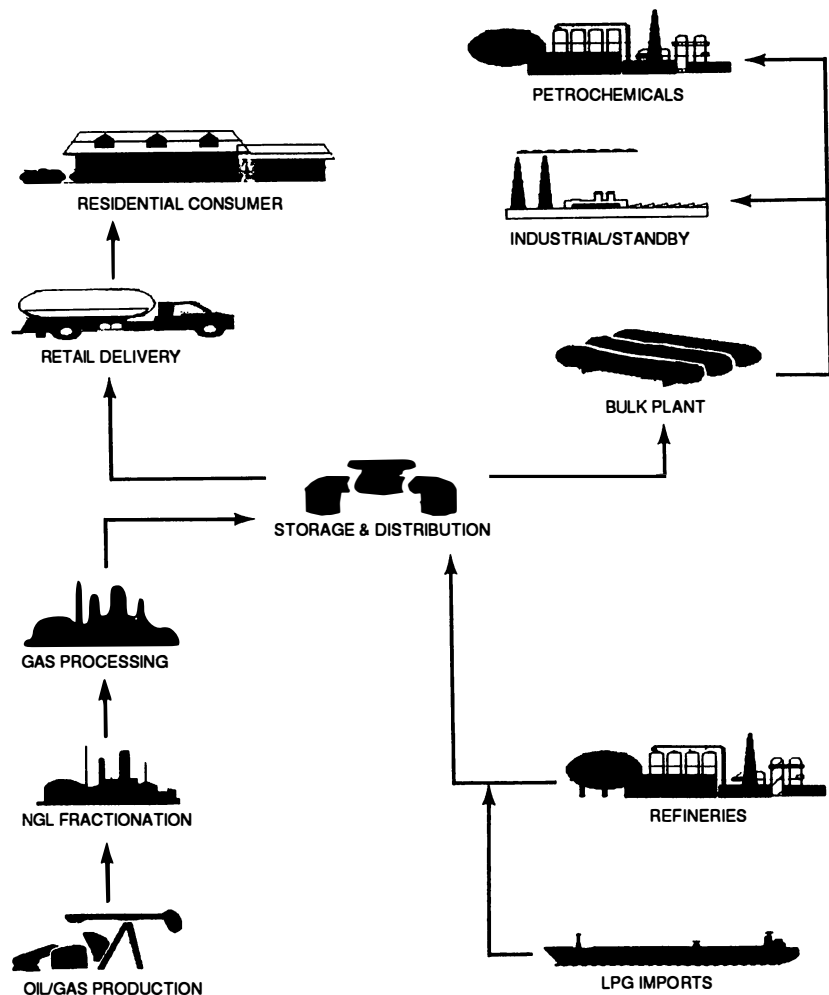 PETROCHEMICALS
RESIDENTIAL CONSUMER
INDUSTRIAL/STANDBY
RETAIL DELIVERY
BULK PLANT
STORAGE & DISTRIBUTION
GAS PROCESSING
NGL FRACTIONATION
REFINERIES
OIL/GAS PRODUCTION
LPG IMPORTS